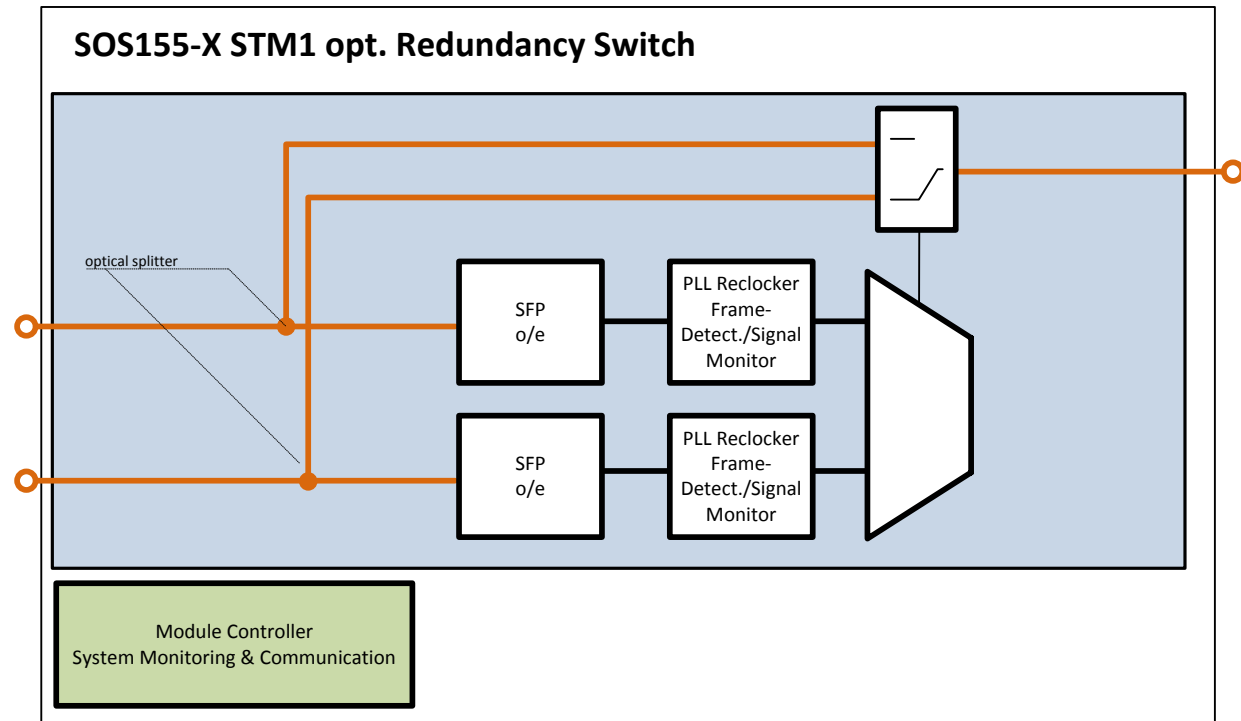 SOS155-X STM1 opt. Redundancy Switch
optical splitter
SFP
o/e
PLL Reclocker
Frame-
Detect./Signal
Monitor
SFP
o/e
PLL Reclocker
Frame-
Detect./Signal
Monitor
Module Controller
System Monitoring & Communication